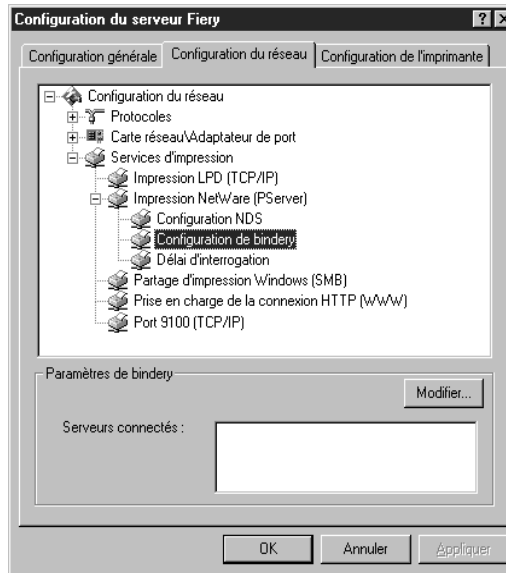 Configuration du serveur Fiery
Configuration générale Configuration du réseau Configuration de l'imprimante
Configuration du réseau
Protocoles
Carte réseau\Adaptateur de port
Services d'impression
Impression LPD (TCP/IP)
Impression NetWare (PServer)
Configuration NDS
Configuration de bindery
Délai d'interrogation
Partage d'impression Windows (SMB)
Prise en charge de la connexion HTTP (WWW)
Port 9100 (TCP/IP)
Paramètres de bindery
Modifier...
Serveurs connectés :
OK Annuler Appliquer